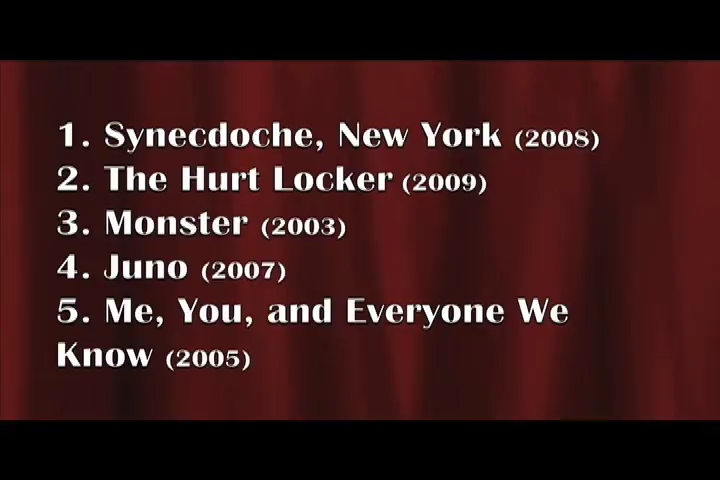 1. Synecdoche, New York (2008)
2. The Hurt Locker (2009)
3. Monster (2003)
4. Juno (2007)
5. Me, You, and Everyone We
Know (2005)